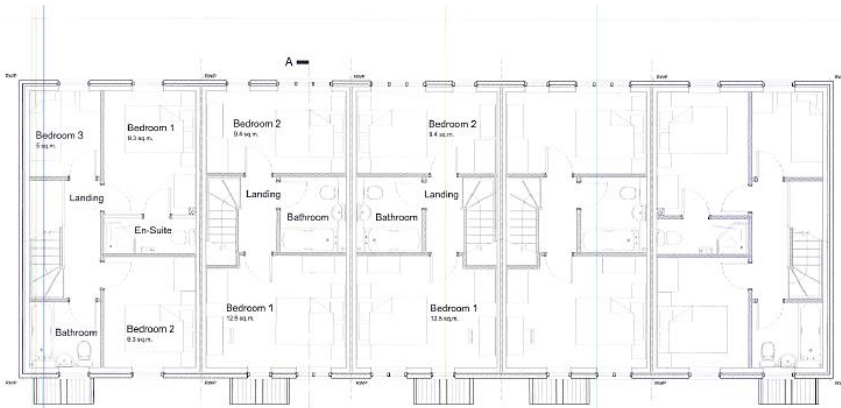 A
RWP
RWP
RWP
RWP
RWP
Bedroom 3
5 sq.m.
Bedroom 1
9.3 sq.m.
Bedroom 2
9.4 sq.m.
Bedroom 2
9.4 sq.m.
Landing
Landing
Landing
Bathroom
Bathroom
En-Suite
Bathroom
Bedroom 2
8.3 sq.m.
Bedroom 1
12.5 sq.m.
Bedroom 1
12.5 sq.m.
RWP
RWP
RWP
RWP